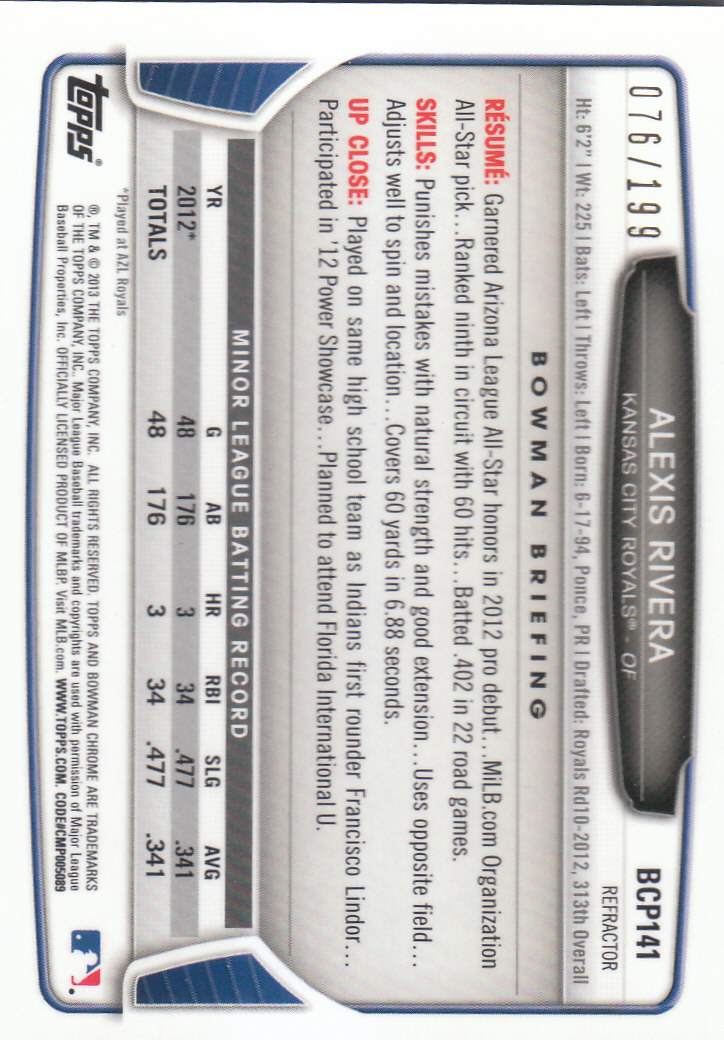 076/199
BCP141
ALEXIS RIVERA
REFRACTOR
KANSAS CITY ROYALS® - OF
Ht: 6'2" | Wt: 225 | Bats: Left | Throws: Left | Born: 6-17-94, Ponce, PR | Drafted: Royals Rd10-2012, 313th Overall
BOWMAN BRIEFING
RÉSUMÉ: Garnered Arizona League All-Star honors in 2012 pro debut...MiLB.com Organization
All-Star pick...Ranked ninth in circuit with 60 hits...Batted .402 in 22 road games.
SKILLS: Punishes mistakes with natural strength and good extension...Uses opposite field...
Adjusts well to spin and location...Covers 60 yards in 6.88 seconds.
UP CLOSE: Played on same high school team as Indians first rounder Francisco Lindor...
Participated in '12 Power Showcase...Planned to attend Florida International U.
MINOR LEAGUE BATTING RECORD
YR G AB HR RBI SLG AVG
2012* 48 176 3 34 .477 .341
TOTALS 48 176 3 34 .477 .341
*Played at AZL Royals
topps®
®, TM & © 2013 THE TOPPS COMPANY, INC. ALL RIGHTS RESERVED. TOPPS AND BOWMAN CHROME ARE TRADEMARKS
OF THE TOPPS COMPANY, INC. Major League Baseball trademarks and copyrights are used with permission of Major League
Baseball Properties, Inc. OFFICIALLY LICENSED PRODUCT OF MLBP. Visit MLB.com. WWW.TOPPS.COM. CODE#CMP005089